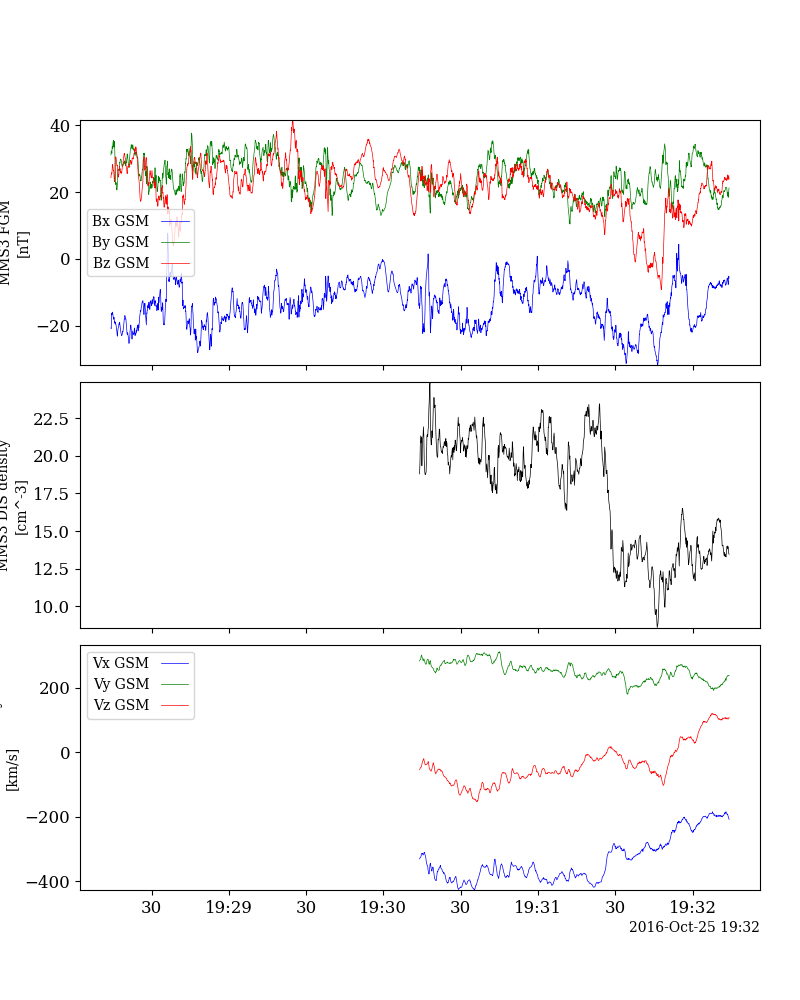 40
20
0
−20
MMS3 FGM
[nT]
Bx GSM
By GSM
Bz GSM
22.5
20.0
17.5
15.0
12.5
10.0
MMS3 DIS density
[cm^-3]
Vx GSM
Vy GSM
Vz GSM
200
0
−200
−400
[km/s]
30 19:29 30 19:30 30 19:31 30 19:32
2016-Oct-25 19:32